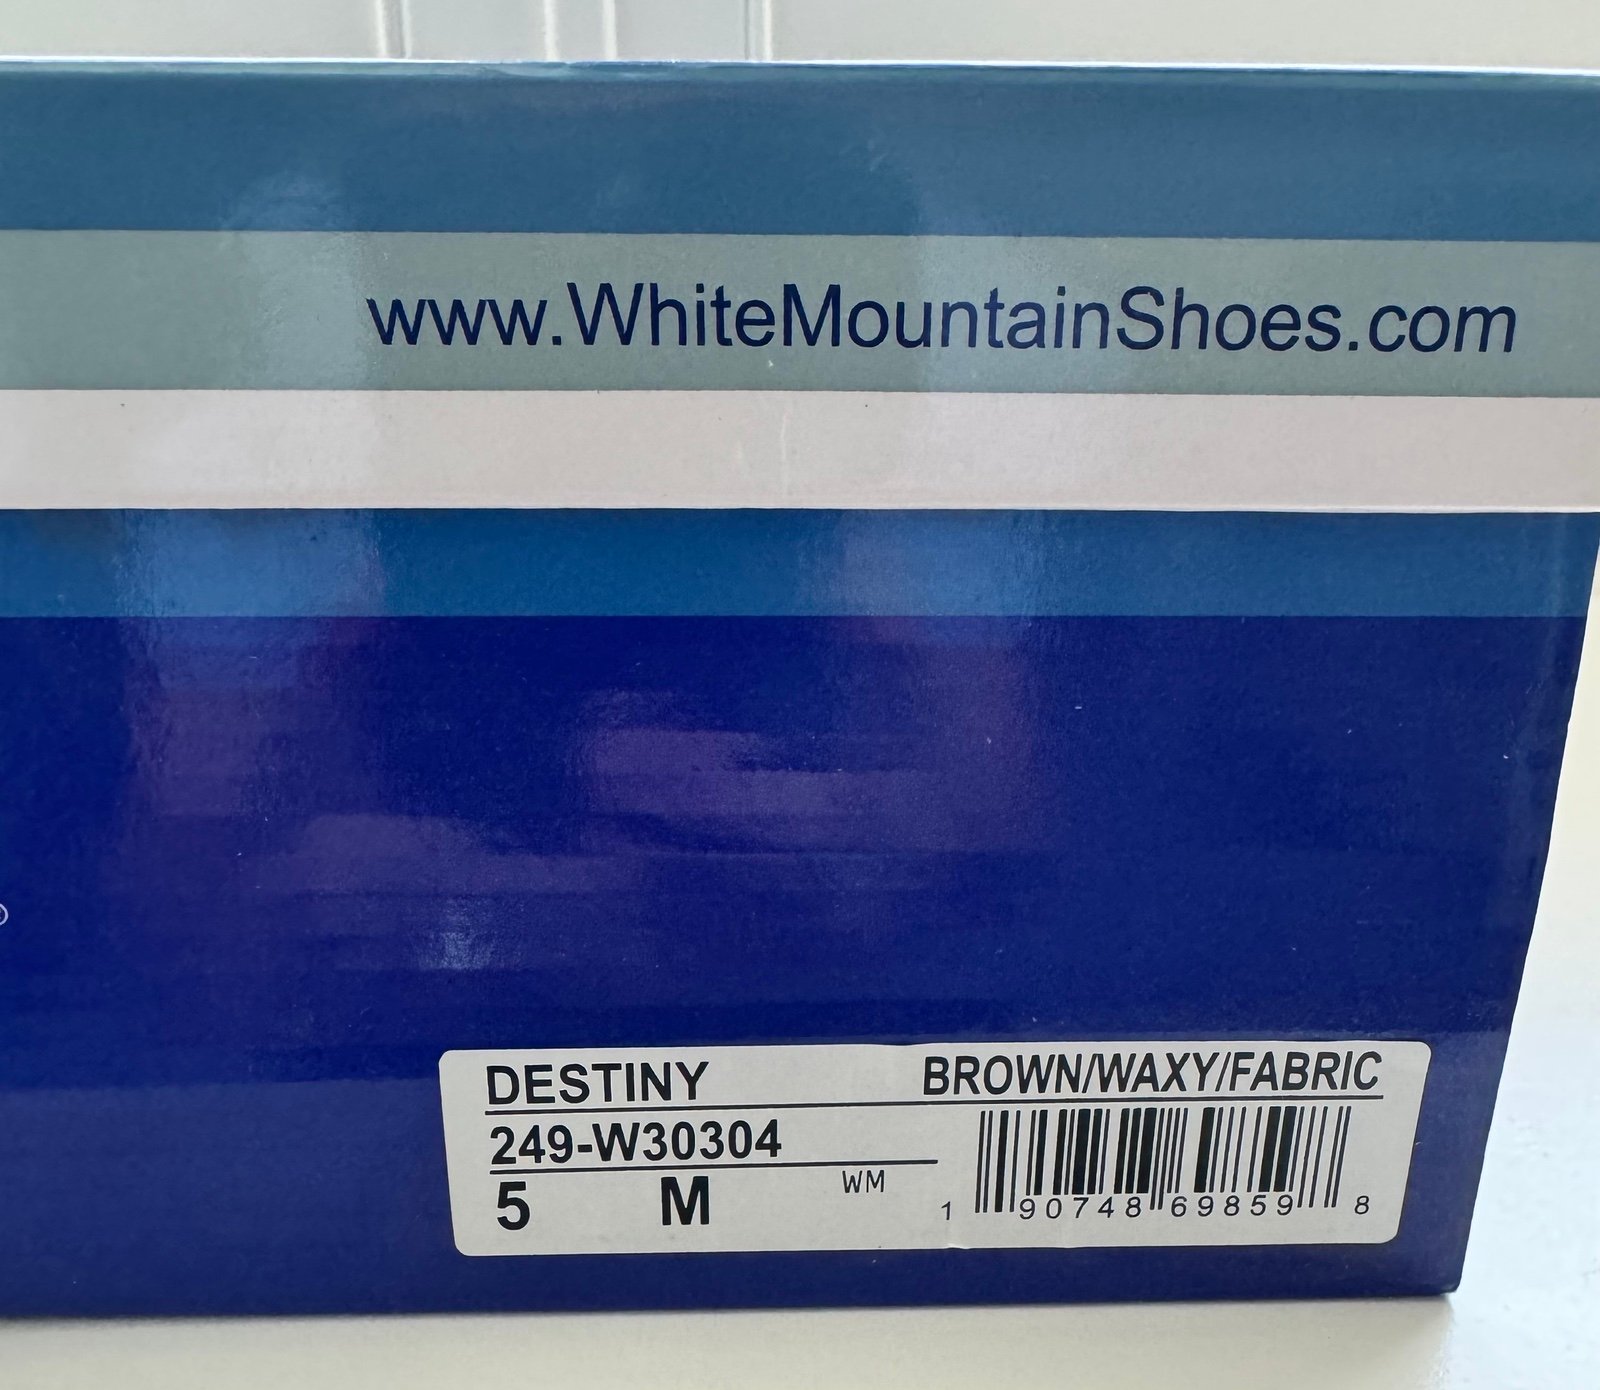 www.WhiteMountainShoes.com
®
DESTINY BROWN/WAXY/FABRIC
249-W30304
5 M WM
1 90748 69859 8